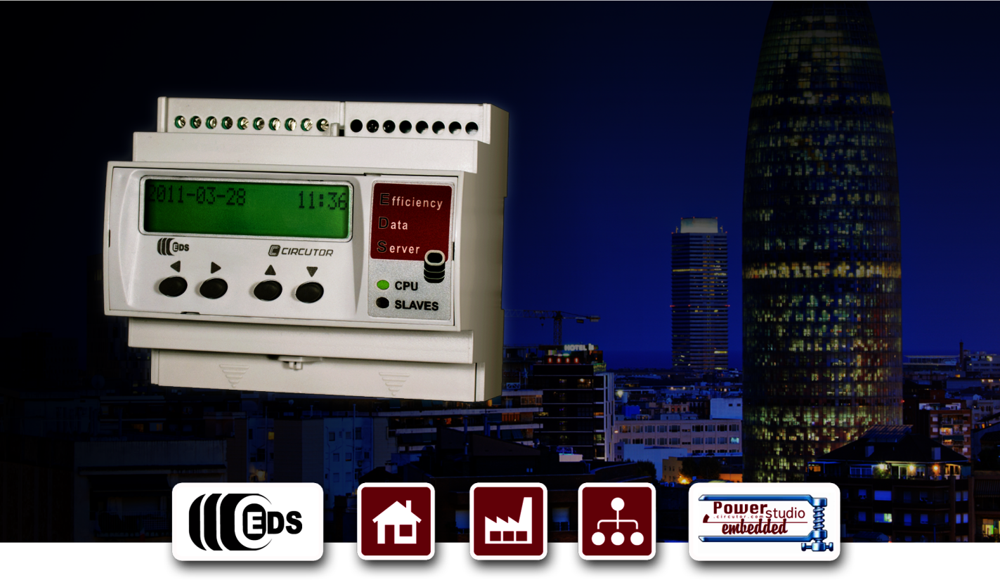 2011-03-28 11:36
Efficiency
Data
Server
EDS
CIRCUTOR
CPU
SLAVES
HOTEL
EDS
Power studio
.circutor.com
embedded